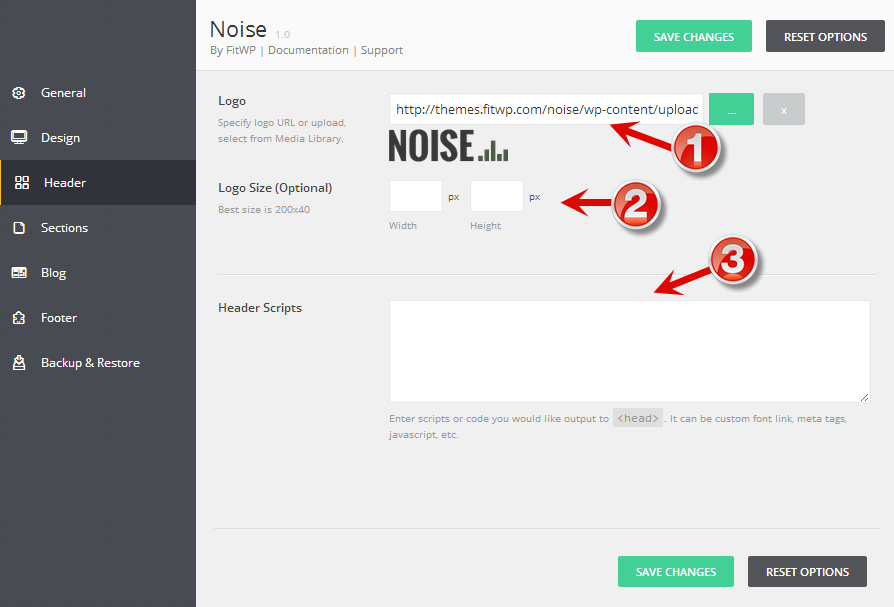 Noise 1.0
By FitWP | Documentation | Support
SAVE CHANGES
RESET OPTIONS
General
Design
Header
Sections
Blog
Footer
Backup & Restore
Logo
Specify logo URL or upload,
select from Media Library.
http://themes.fitwp.com/noise/wp-content/upload
...
x
1
NOISE
Logo Size (Optional)
Best size is 200x40
px
px
Width
Height
2
3
Header Scripts
Enter scripts or code you would like output to <head> . It can be custom font link, meta tags,
javascript, etc.
SAVE CHANGES
RESET OPTIONS